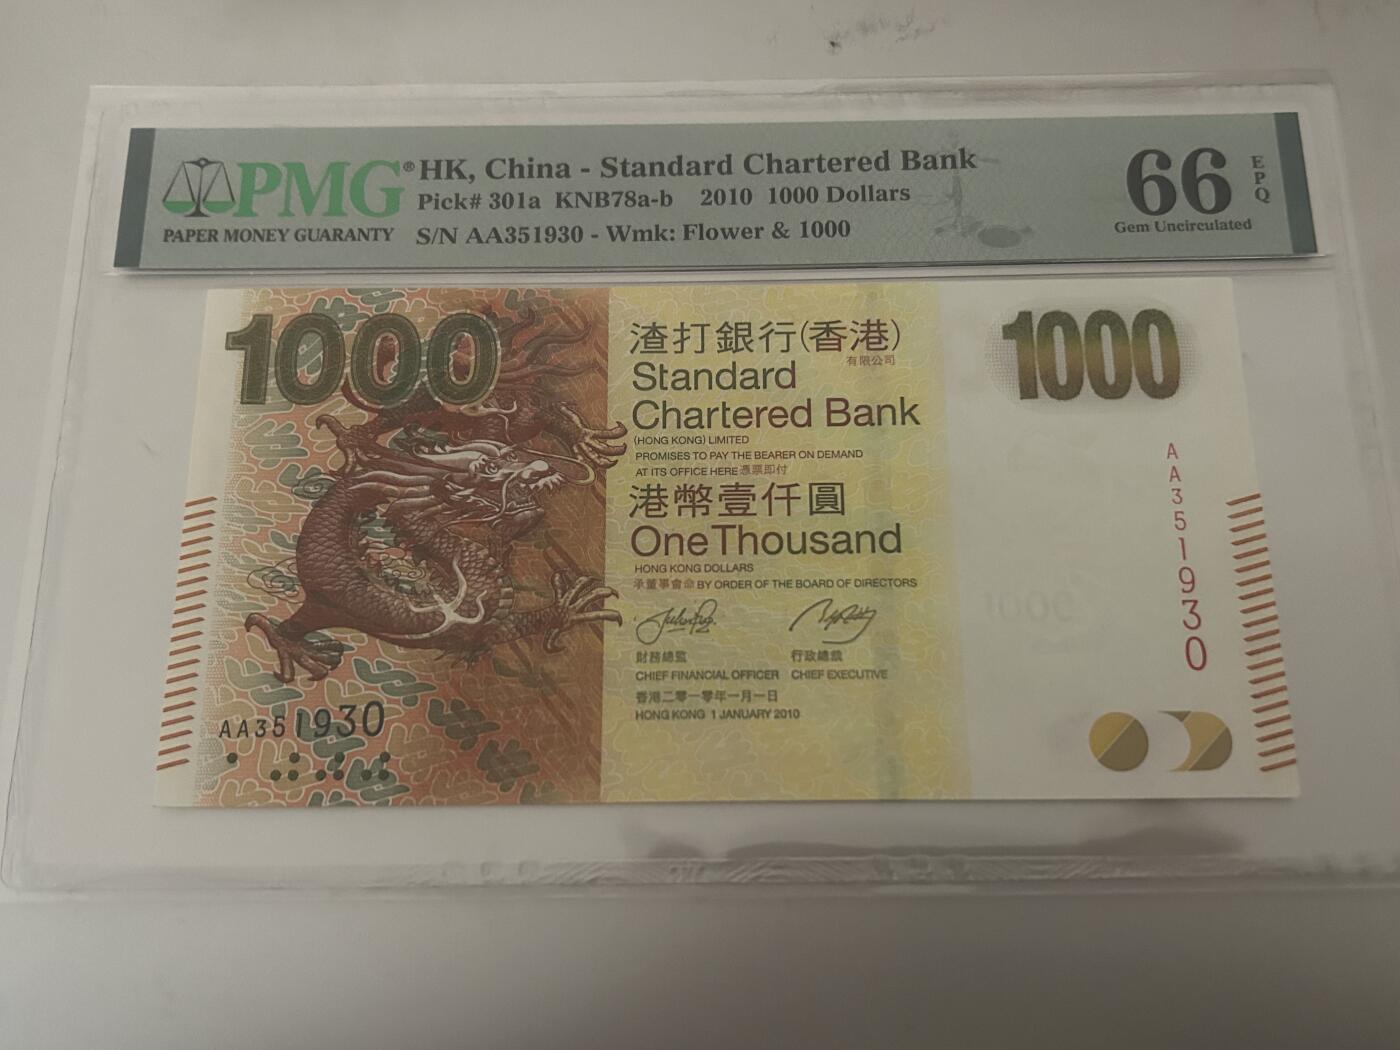 PMG® HK, China - Standard Chartered Bank
Pick# 301a KNB78a-b 2010 1000 Dollars
PAPER MONEY GUARANTY
S/N AA351930 - Wmk: Flower & 1000
66 EPQ
Gem Uncirculated
1000
渣打銀行(香港)
有限公司
Standard
Chartered Bank
(HONG KONG) LIMITED
PROMISES TO PAY THE BEARER ON DEMAND
AT ITS OFFICE HERE 憑票即付
港幣壹仟圓
One Thousand
HONG KONG DOLLARS
承董事會命 BY ORDER OF THE BOARD OF DIRECTORS
財務總監 行政總裁
CHIEF FINANCIAL OFFICER CHIEF EXECUTIVE
香港二零一零年一月一日
HONG KONG 1 JANUARY 2010
AA351930
1000
AA351930